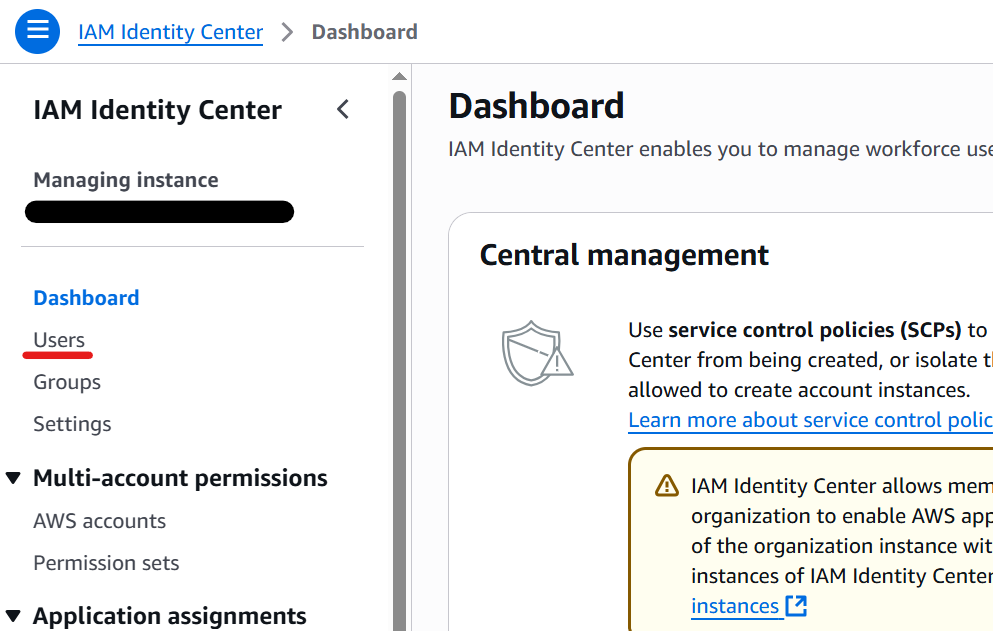 IAM Identity Center > Dashboard
IAM Identity Center
Managing instance
Dashboard
Users
Groups
Settings
Multi-account permissions
AWS accounts
Permission sets
Application assignments
Dashboard
IAM Identity Center enables you to manage workforce use
Central management
Use service control policies (SCPs) to
Center from being created, or isolate th
allowed to create account instances.
Learn more about service control polic
IAM Identity Center allows mem
organization to enable AWS app
of the organization instance wit
instances of IAM Identity Center
instances